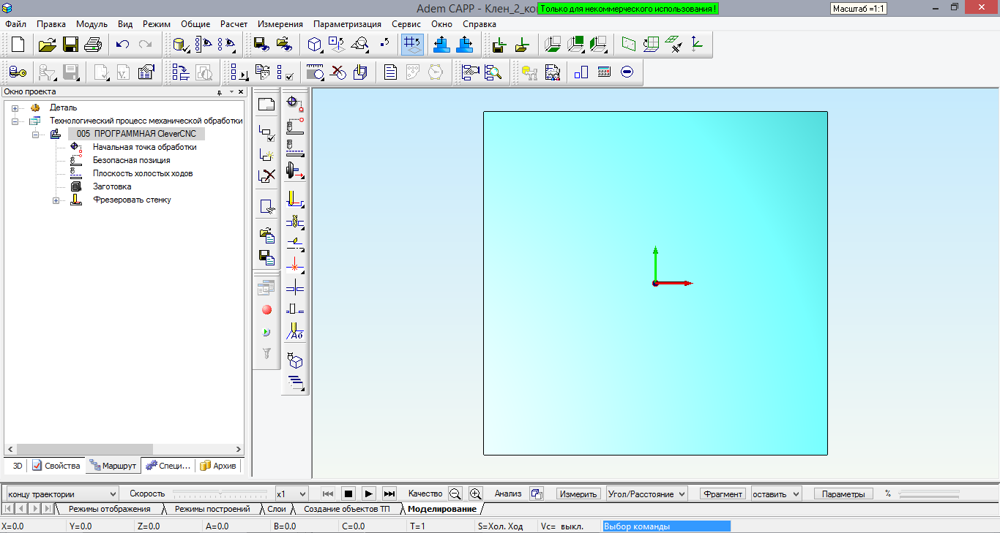 Adem CAPP - Клен_2_ко
Только для некоммерческого использования !
Масштаб =1:1
Файл Правка Модуль Вид Режим Общие Расчет Измерения Параметризация Сервис Окно Справка
Окно проекта
Деталь
Технологический процесс механической обработки
005 ПРОГРАММНАЯ CleverCNC
Начальная точка обработки
Безопасная позиция
Плоскость холостых ходов
Заготовка
Фрезеровать стенку
3D Свойства Маршрут Специ... Архив
концу траектории Скорость x1 Качество Анализ Измерить Угол/Расстояние Фрагмент оставить Параметры %
Режимы отображения Режимы построений Слои Создание объектов ТП Моделирование
X=0.0 Y=0.0 Z=0.0 A=0.0 B=0.0 C=0.0 T=1 S=Хол. Ход Vc= выкл. Выбор команды